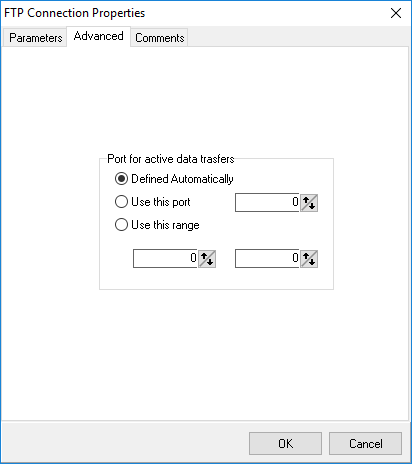 FTP Connection Properties
Parameters Advanced Comments
Port for active data trasfers
Defined Automatically
Use this port 0
Use this range
0 0
OK Cancel